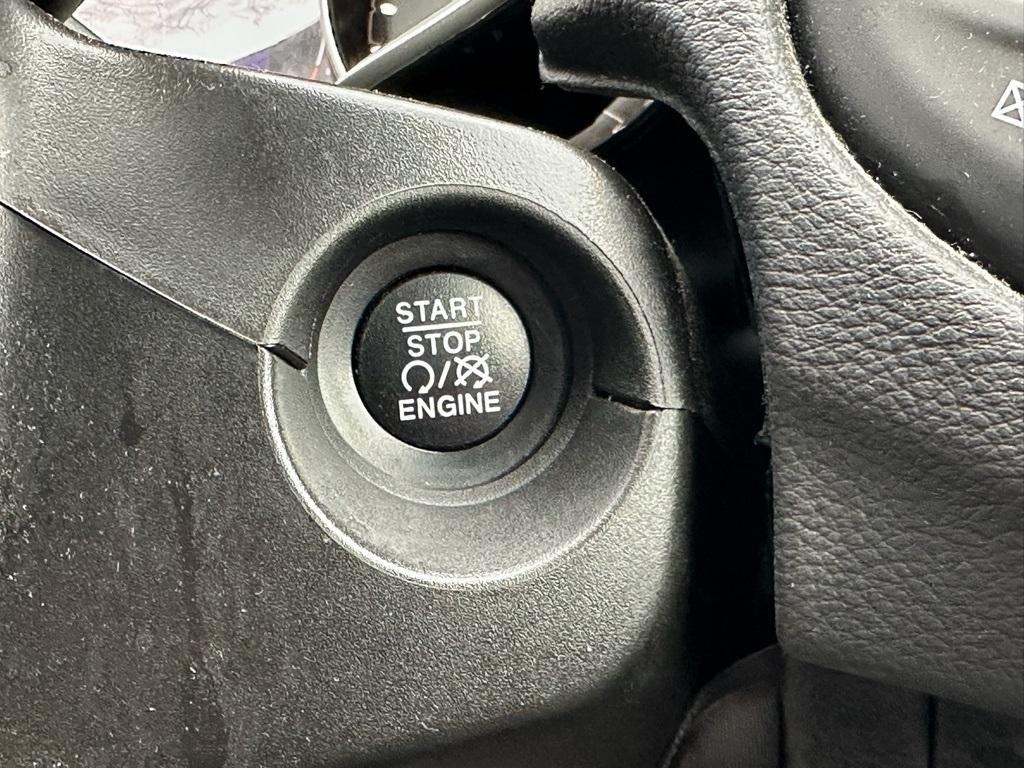 START
STOP
/
ENGINE